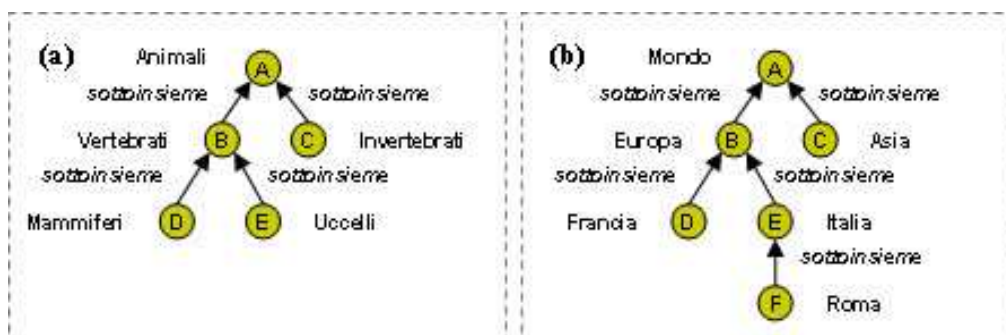 (a) Animali A
sottoinsieme sottoinsieme
Vertebrati B C Invertebrati
sottoinsieme sottoinsieme
Mammiferi D E Uccelli
(b) Mondo A
sottoinsieme sottoinsieme
Europa B C Asia
sottoinsieme sottoinsieme
Francia D E Italia
sottoinsieme
F Roma